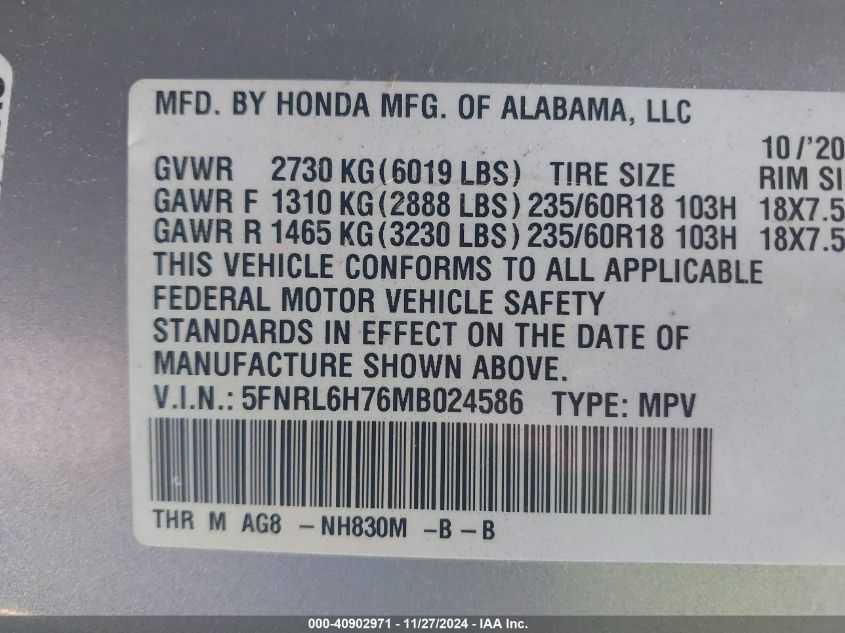 MFD. BY HONDA MFG. OF ALABAMA, LLC
10/'20
GVWR 2730 KG(6019 LBS) TIRE SIZE RIM SI
GAWR F 1310 KG(2888 LBS) 235/60R18 103H 18X7.5
GAWR R 1465 KG(3230 LBS) 235/60R18 103H 18X7.5
THIS VEHICLE CONFORMS TO ALL APPLICABLE
FEDERAL MOTOR VEHICLE SAFETY
STANDARDS IN EFFECT ON THE DATE OF
MANUFACTURE SHOWN ABOVE.
V.I.N.: 5FNRL6H76MB024586 TYPE: MPV
THR M AG8 -NH830M -B-B
000-40902971 - 11/27/2024 - IAA Inc.